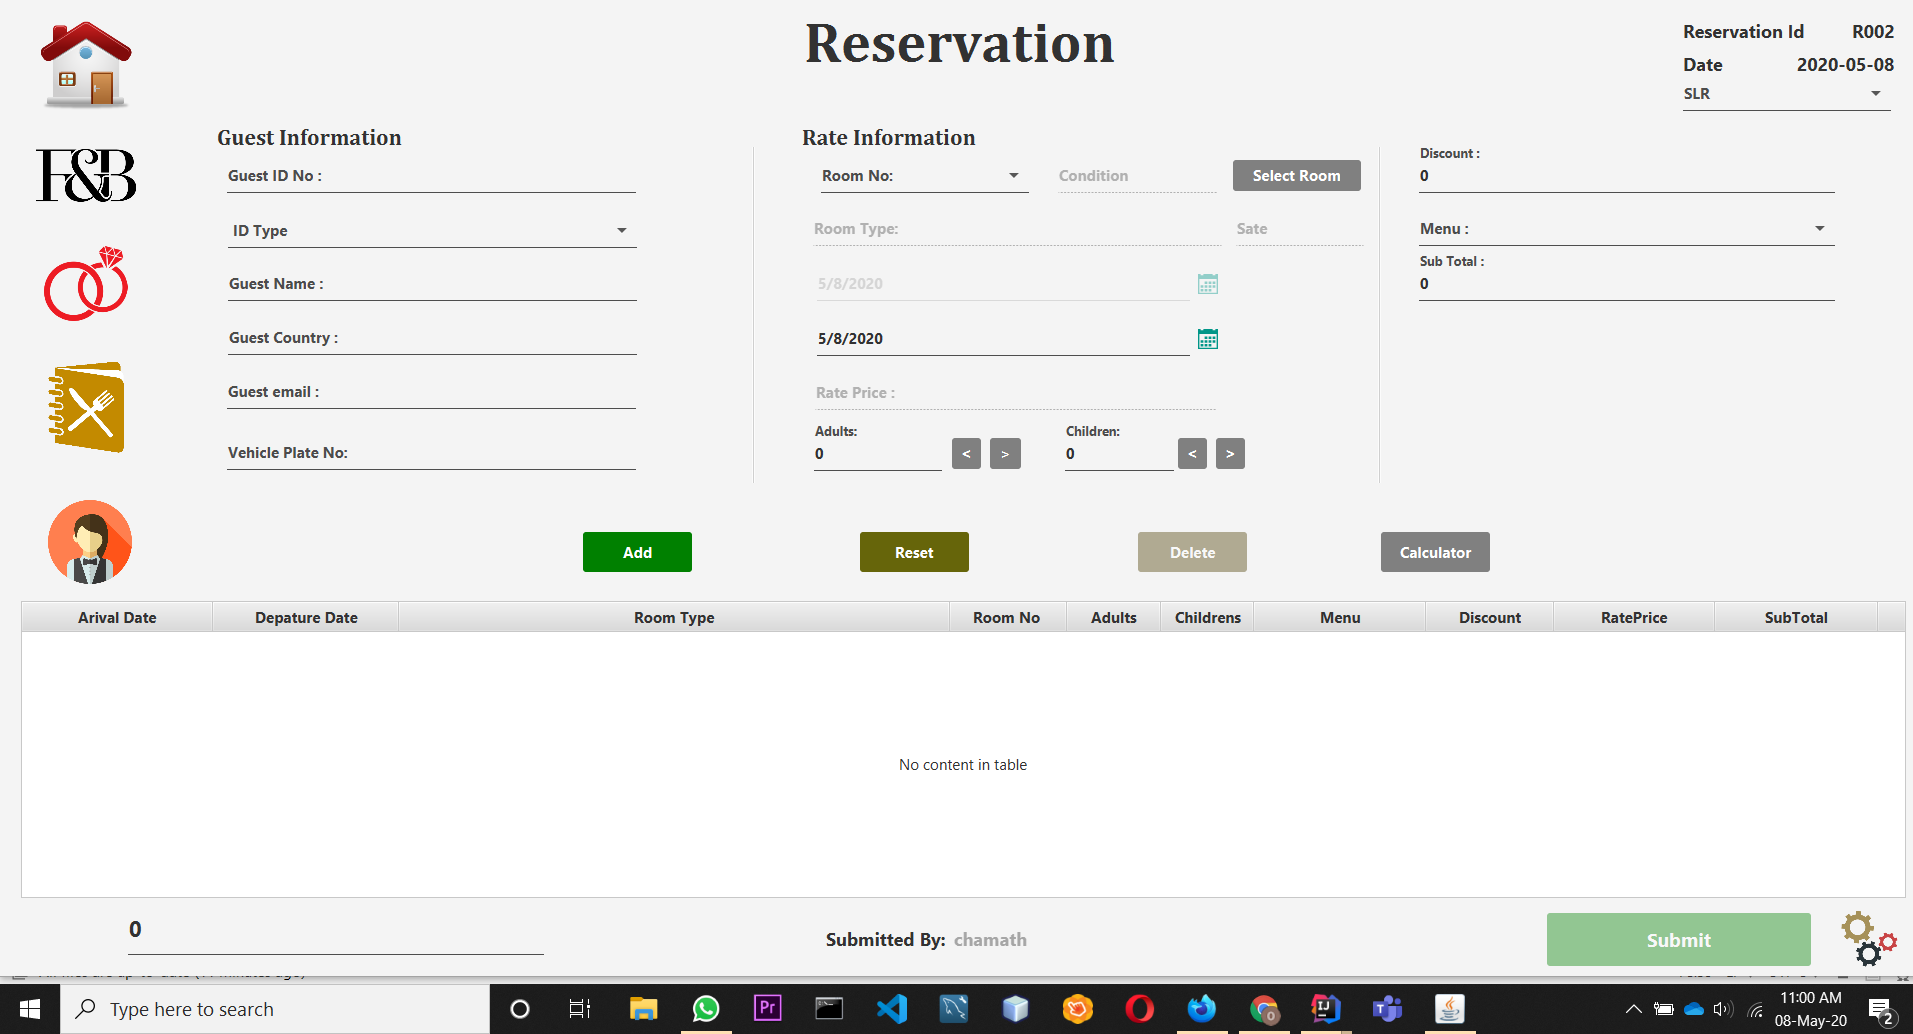 Reservation
Reservation Id R002
Date 2020-05-08
SLR
F&B
Guest Information
Guest ID No :
ID Type
Guest Name :
Guest Country :
Guest email :
Vehicle Plate No:
Rate Information
Room No: Condition Select Room
Room Type: Sate
5/8/2020
5/8/2020
Rate Price :
Adults: Children:
0 < > 0 < >
Discount :
0
Menu :
Sub Total :
0
Add Reset Delete Calculator
Arival Date Depature Date Room Type Room No Adults Childrens Menu Discount RatePrice SubTotal
No content in table
0
Submitted By: chamath
Submit
Type here to search
Pr
IJ
0
11:00 AM
08-May-20
2